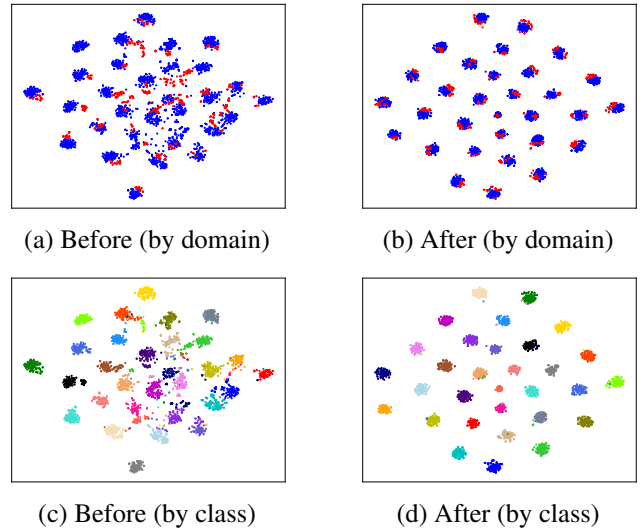 (a) Before (by domain)
(b) After (by domain)
(c) Before (by class)
(d) After (by class)